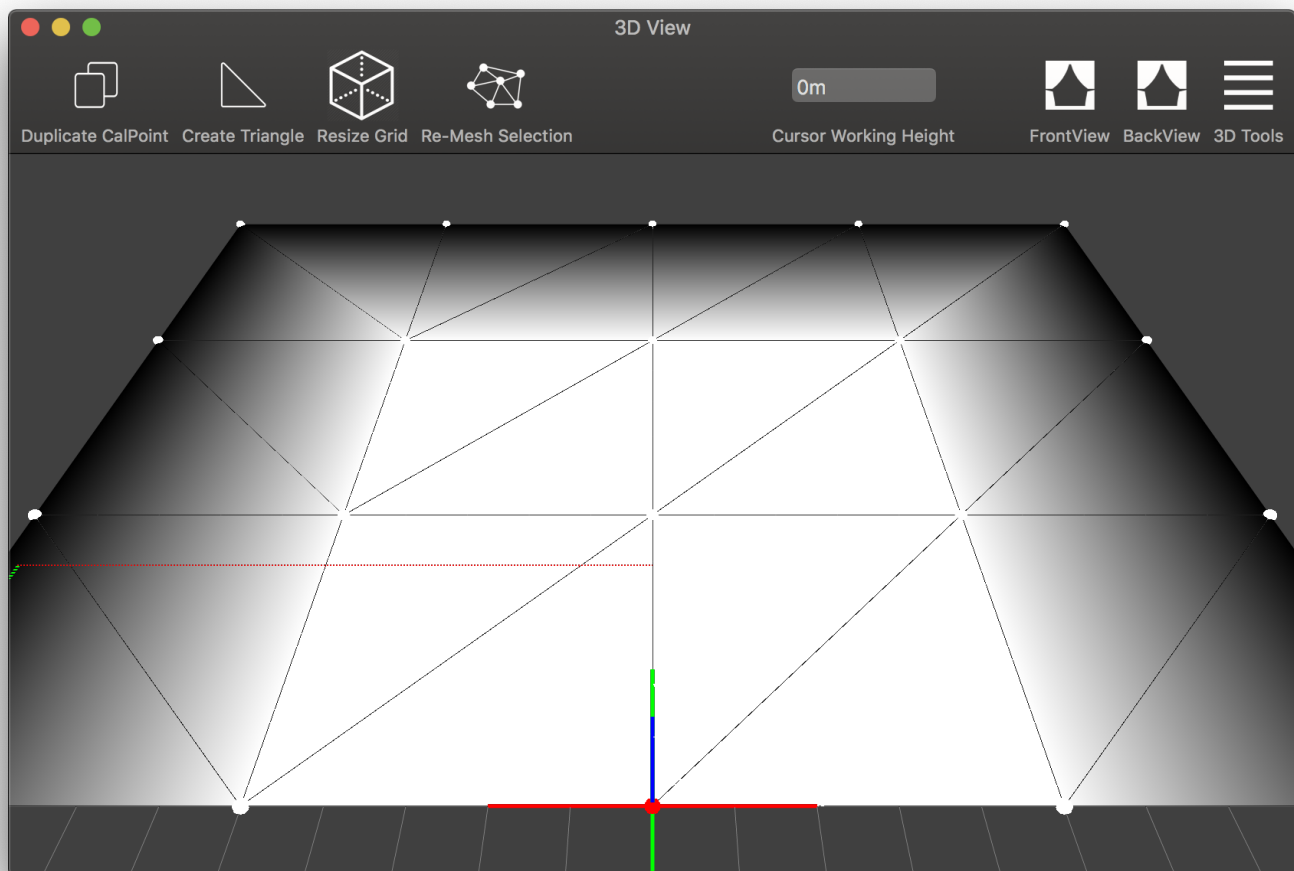 3D View
0m
Duplicate CalPoint Create Triangle Resize Grid Re-Mesh Selection Cursor Working Height FrontView BackView 3D Tools